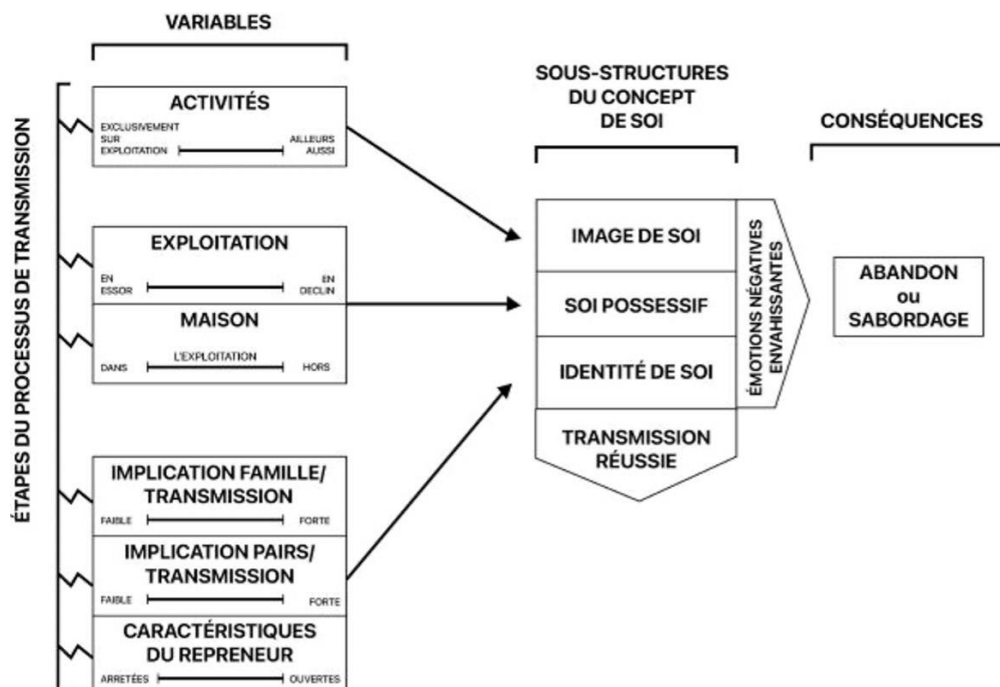 VARIABLES
ÉTAPES DU PROCESSUS DE TRANSMISSION
ACTIVITÉS
EXCLUSIVEMENT
SUR
EXPLOITATION
AILLEURS
AUSSI
EXPLOITATION
EN
ESSOR
EN
DECLIN
MAISON
L'EXPLOITATION
DANS
HORS
IMPLICATION FAMILLE/
TRANSMISSION
FAIBLE
FORTE
IMPLICATION PAIRS/
TRANSMISSION
FAIBLE
FORTE
CARACTÉRISTIQUES
DU REPRENEUR
ARRETÉES
OUVERTES
SOUS-STRUCTURES
DU CONCEPT
DE SOI
IMAGE DE SOI
SOI POSSESSIF
IDENTITÉ DE SOI
TRANSMISSION
RÉUSSIE
ÉMOTIONS NÉGATIVES
ENVAHISSANTES
CONSÉQUENCES
ABANDON
ou
SABORDAGE